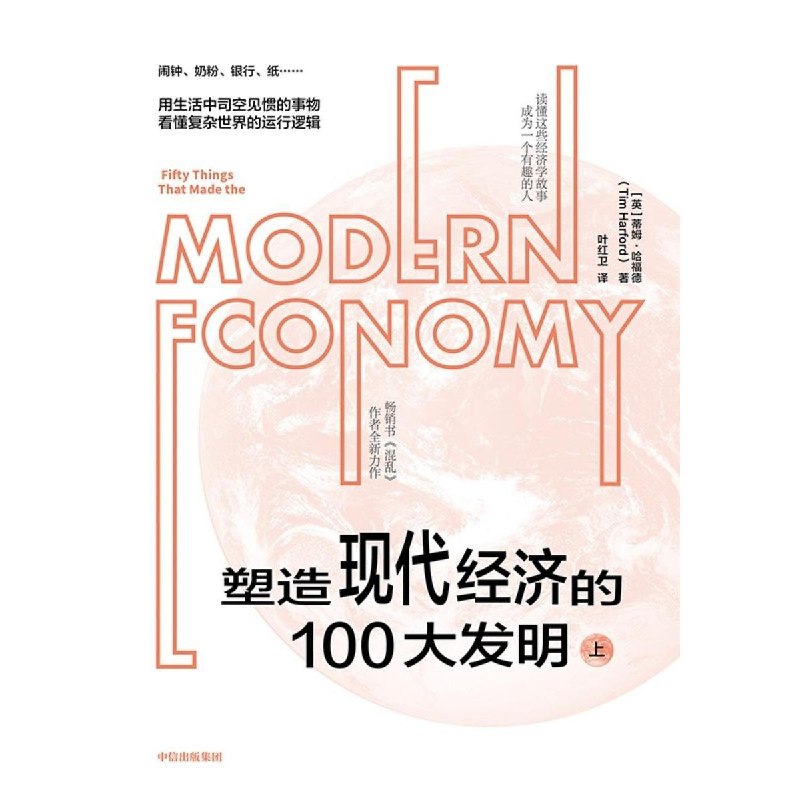 闹钟、奶粉、银行、纸……
用生活中司空见惯的事物
看懂复杂世界的运行逻辑
Fifty Things
That Made the
MODERN
ECONOMY
读懂这些经济学故事
成为一个有趣的人
[英]蒂姆·哈福德
(Tim Harford) 著
叶红卫 译
畅销书《混乱》
作者全新力作
塑造现代经济的
100大发明 上
中信出版集团